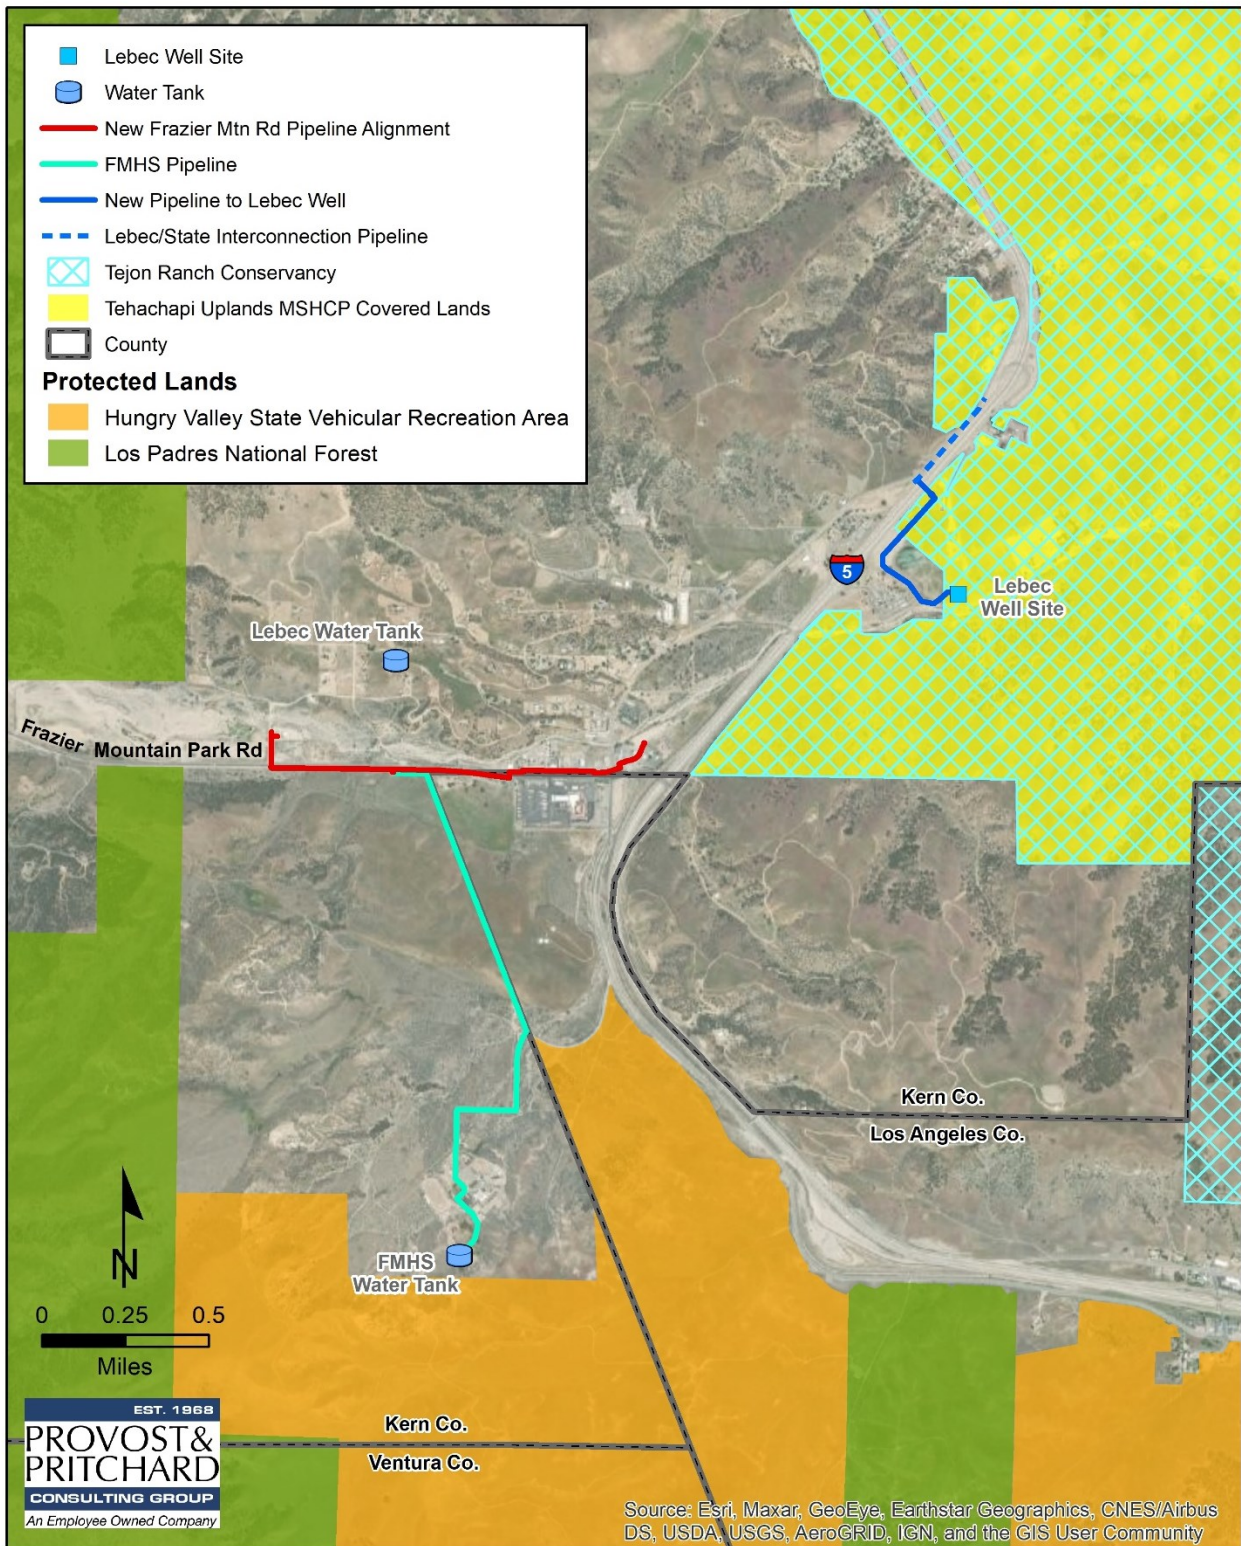 Lebec Well Site
Water Tank
New Frazier Mtn Rd Pipeline Alignment
FMHS Pipeline
New Pipeline to Lebec Well
Lebec/State Interconnection Pipeline
Tejon Ranch Conservancy
Tehachapi Uplands MSHCP Covered Lands
County
Protected Lands
Hungry Valley State Vehicular Recreation Area
Los Padres National Forest
5
Lebec
Well Site
Lebec Water Tank
Frazier Mountain Park Rd
Kern Co.
Los Angeles Co.
FMHS
Water Tank
N
0 0.25 0.5
Miles
Kern Co.
Ventura Co.
EST. 1968
PROVOST&
PRITCHARD
CONSULTING GROUP
An Employee Owned Company
Source: Esri, Maxar, GeoEye, Earthstar Geographics, CNES/Airbus
DS, USDA, USGS, AeroGRID, IGN, and the GIS User Community